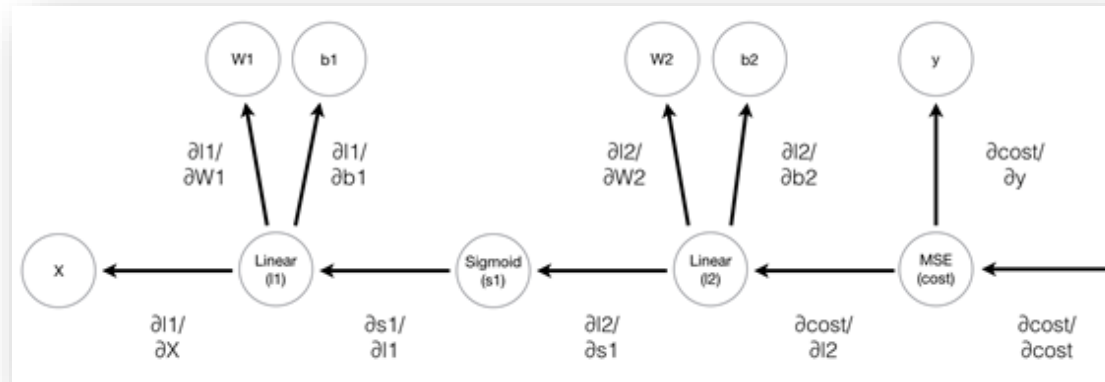 W1
b1
W2
b2
y
∂l1/
∂W1
∂l1/
∂b1
∂l2/
∂W2
∂l2/
∂b2
∂cost/
∂y
X
Linear
(l1)
Sigmoid
(s1)
Linear
(l2)
MSE
(cost)
∂l1/
∂X
∂s1/
∂l1
∂l2/
∂s1
∂cost/
∂l2
∂cost/
∂cost